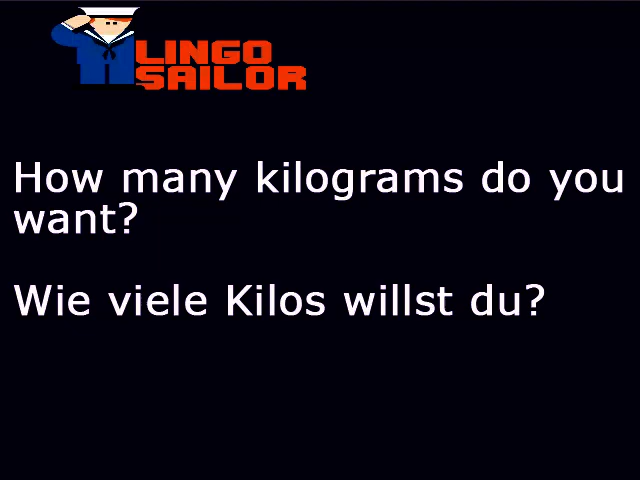 LINGO
SAILOR
How many kilograms do you
want?
Wie viele Kilos willst du?